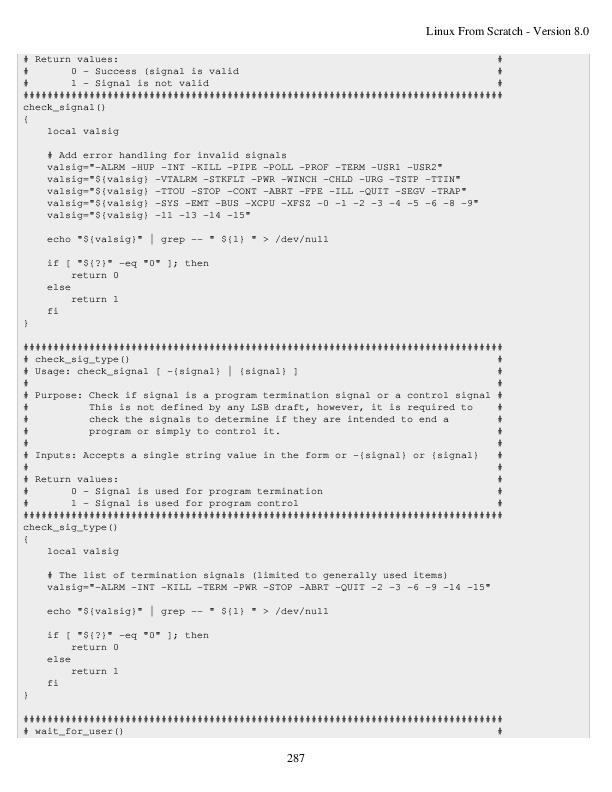 Linux From Scratch - Version 8.0
# Return values:                                                              #
#       0 - Success (signal is valid                                          #
#       1 - Signal is not valid                                               #
################################################################################
check_signal()
{
    local valsig

    # Add error handling for invalid signals
    valsig="-ALRM -HUP -INT -KILL -PIPE -POLL -PROF -TERM -USR1 -USR2"
    valsig="${valsig} -VTALRM -STKFLT -PWR -WINCH -CHLD -URG -TSTP -TTIN"
    valsig="${valsig} -TTOU -STOP -CONT -ABRT -FPE -ILL -QUIT -SEGV -TRAP"
    valsig="${valsig} -SYS -EMT -BUS -XCPU -XFSZ -0 -1 -2 -3 -4 -5 -6 -8 -9"
    valsig="${valsig} -11 -13 -14 -15"

    echo "${valsig}" | grep -- " ${1} " > /dev/null

    if [ "${?}" -eq "0" ]; then
        return 0
    else
        return 1
    fi
}

################################################################################
# check_sig_type()                                                            #
# Usage: check_signal [ -{signal} | {signal} ]                                #
#                                                                             #
# Purpose: Check if signal is a program termination signal or a control signal #
#          This is not defined by any LSB draft, however, it is required to   #
#          check the signals to determine if they are intended to end a       #
#          program or simply to control it.                                   #
#                                                                             #
# Inputs: Accepts a single string value in the form or -{signal} or {signal}  #
#                                                                             #
# Return values:                                                              #
#       0 - Signal is used for program termination                            #
#       1 - Signal is used for program control                                #
################################################################################
check_sig_type()
{
    local valsig

    # The list of termination signals (limited to generally used items)
    valsig="-ALRM -INT -KILL -TERM -PWR -STOP -ABRT -QUIT -2 -3 -6 -9 -14 -15"

    echo "${valsig}" | grep -- " ${1} " > /dev/null

    if [ "${?}" -eq "0" ]; then
        return 0
    else
        return 1
    fi
}

################################################################################
# wait_for_user()                                                             #
287